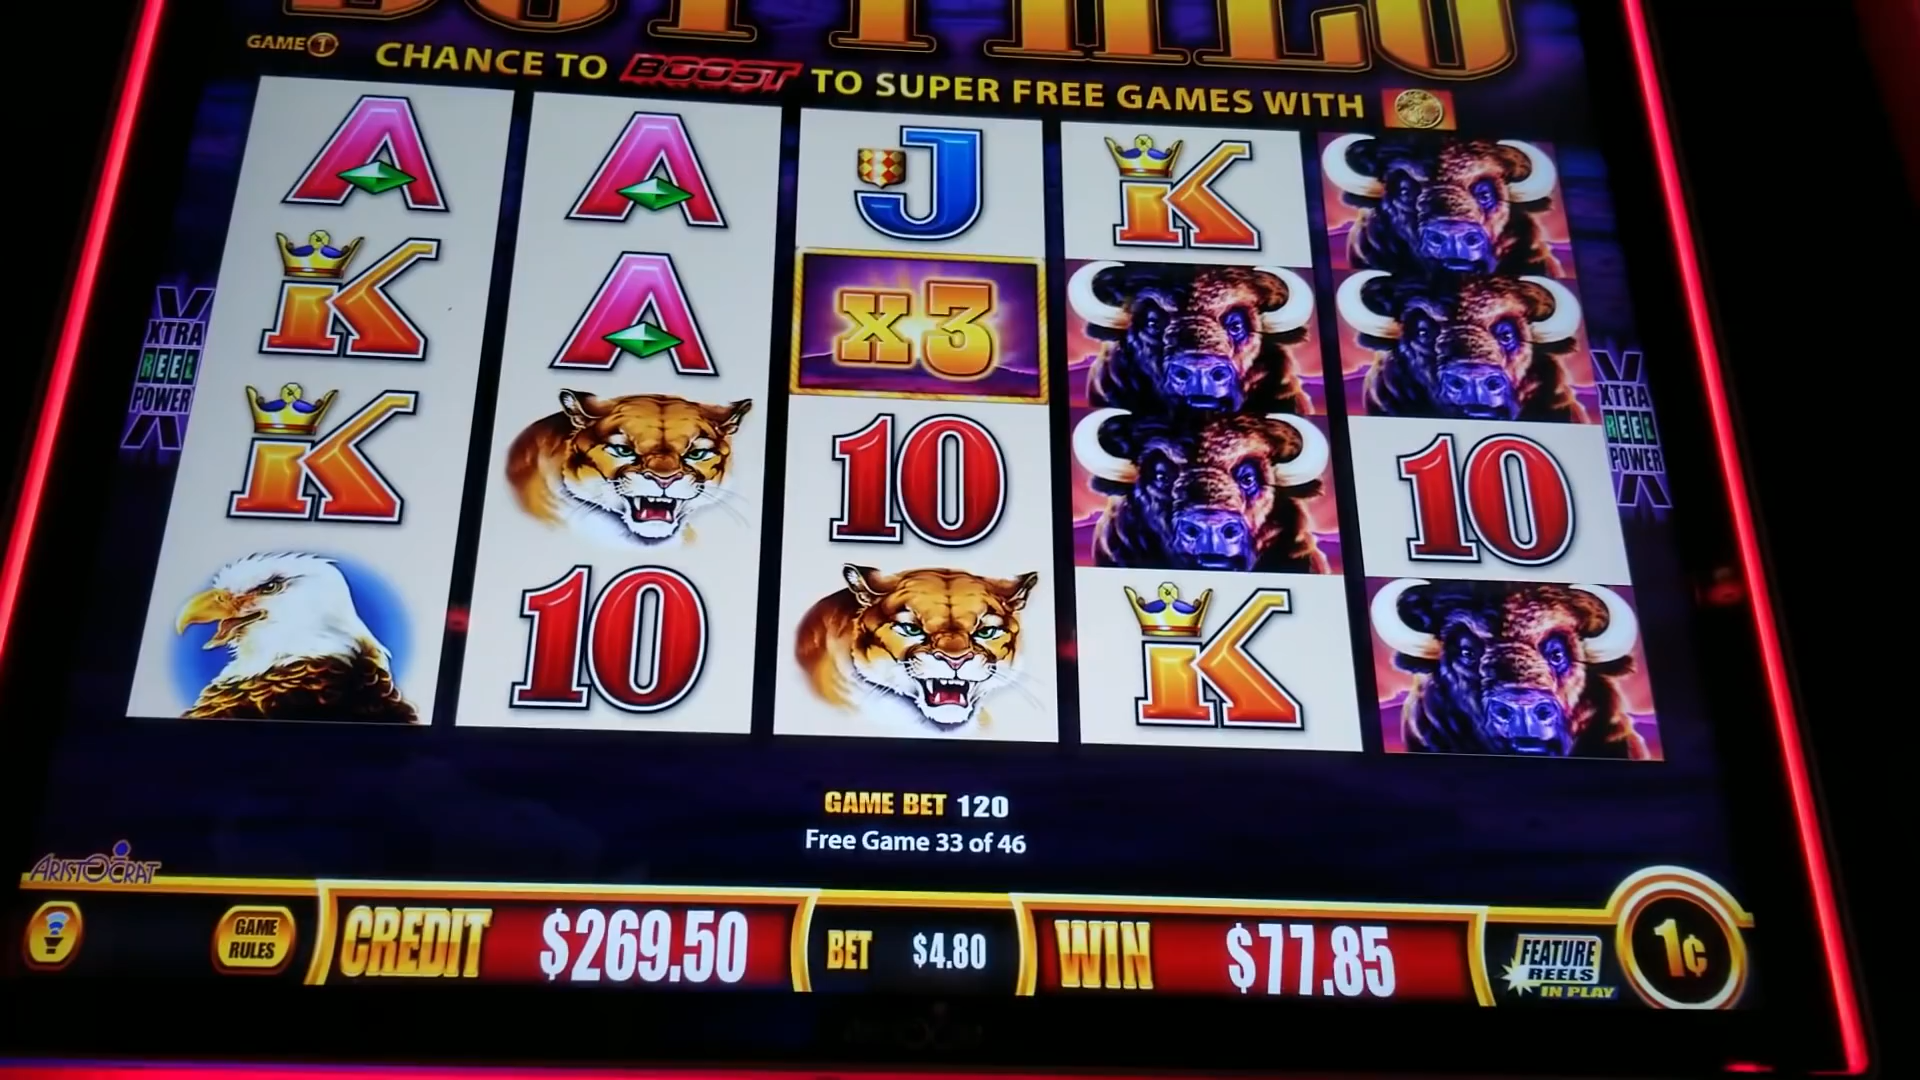 BUFFALO
GAME 1
CHANCE TO BOOST TO SUPER FREE GAMES WITH
A A J K
K A x3
K 10 10
10 K
XTRA
REEL
POWER
XTRA
REEL
POWER
GAME BET 120
Free Game 33 of 46
ARISTOCRAT
GAME
RULES
CREDIT $269.50
BET $4.80
WIN $77.85
FEATURE
REELS
IN PLAY
1¢